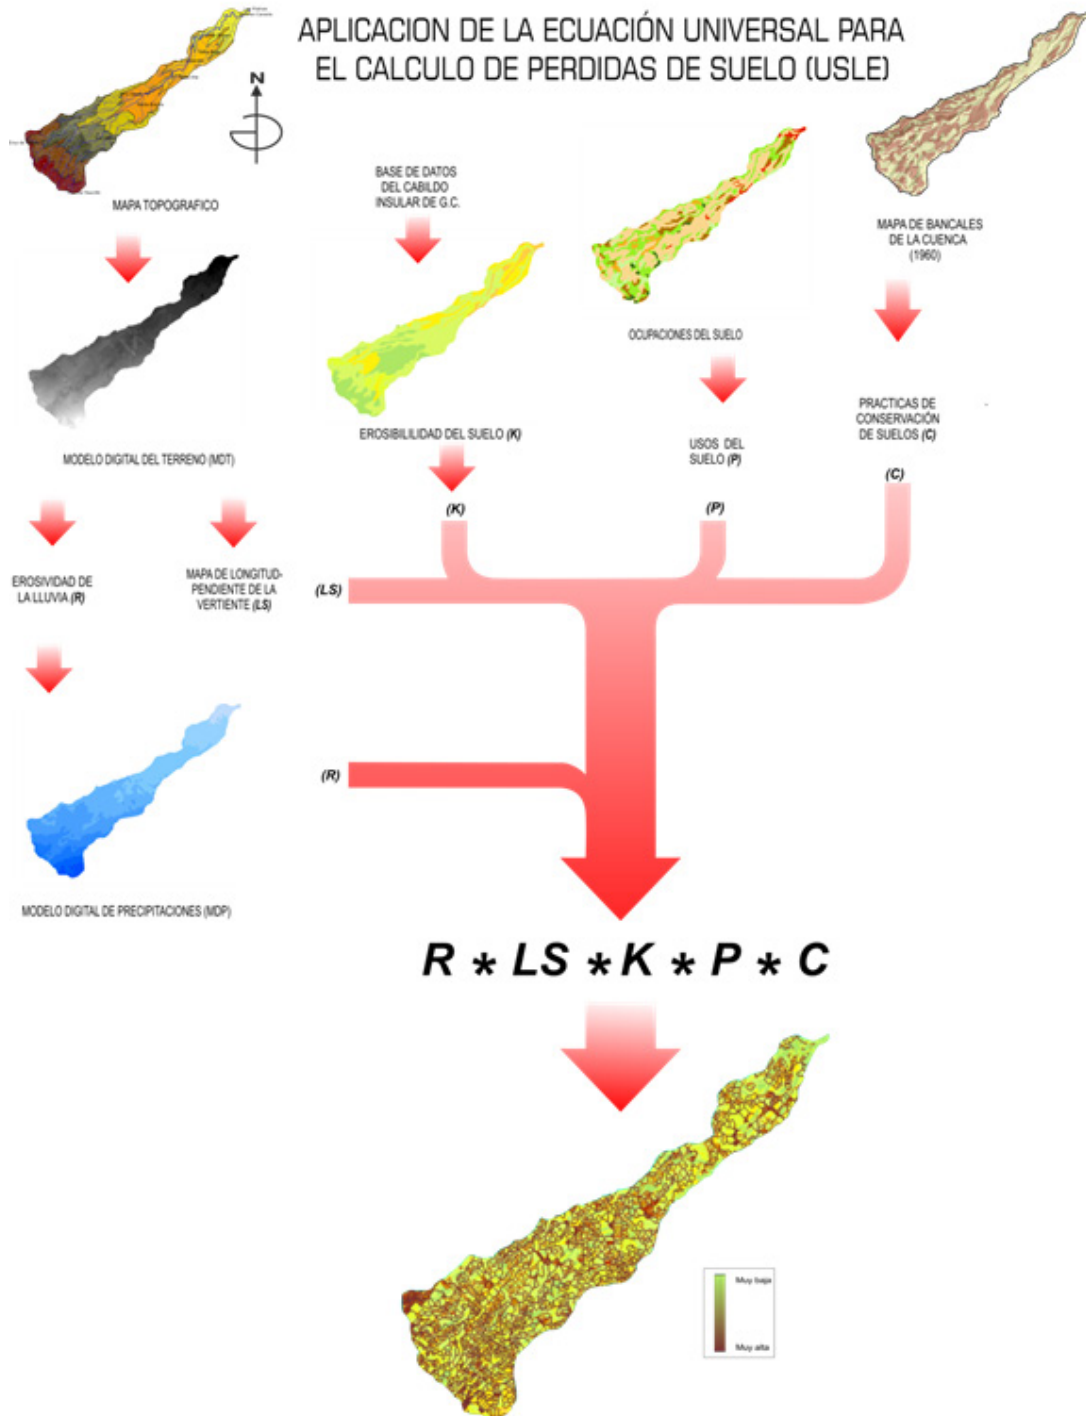 APLICACION DE LA ECUACIÓN UNIVERSAL PARA
EL CALCULO DE PERDIDAS DE SUELO (USLE)
N
MAPA TOPOGRAFICO
BASE DE DATOS
DEL CABILDO
INSULAR DE G.C.
MAPA DE BANCALES
DE LA CUENCA
(1960)
OCUPACIONES DEL SUELO
EROSIBILILIDAD DEL SUELO (K)
PRACTICAS DE
CONSERVACIÓN
DE SUELOS (C)
USOS DEL
SUELO (P)
MODELO DIGITAL DEL TERRENO (MDT)
(C)
(K)
(P)
EROSIVIDAD DE
LA LLUVIA (R)
MAPA DE LONGITUD-
PENDIENTE DE LA
VERTIENTE (LS)
(LS)
(R)
MODELO DIGITAL DE PRECIPITACIONES (MDP)
R * LS * K * P * C
Muy baja
Muy alta